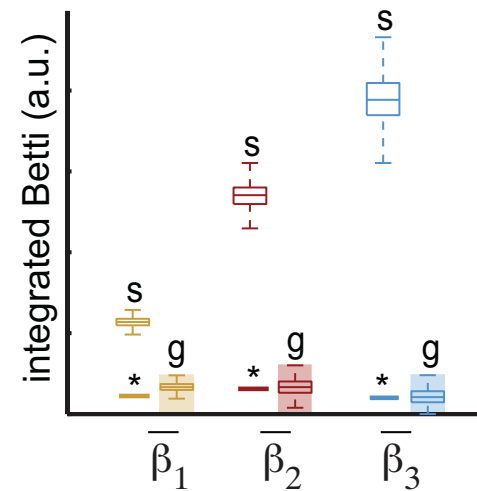 integrated Betti (a.u.)
s
s
s
* g
* g
* g
β̅₁ β̅₂ β̅₃